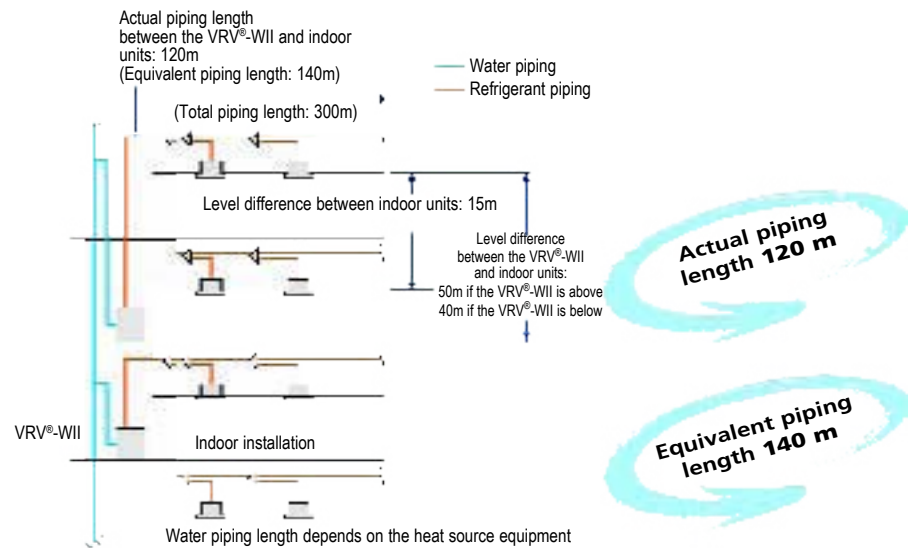 Actual piping length
between the VRV®-WII and indoor
units: 120m
(Equivalent piping length: 140m)
(Total piping length: 300m)
Water piping
Refrigerant piping
Level difference between indoor units: 15m
Level difference
between the VRV®-WII
and indoor units:
50m if the VRV®-WII is above
40m if the VRV®-WII is below
Actual piping
length 120 m
VRV®-WII
Indoor installation
Equivalent piping
length 140 m
Water piping length depends on the heat source equipment